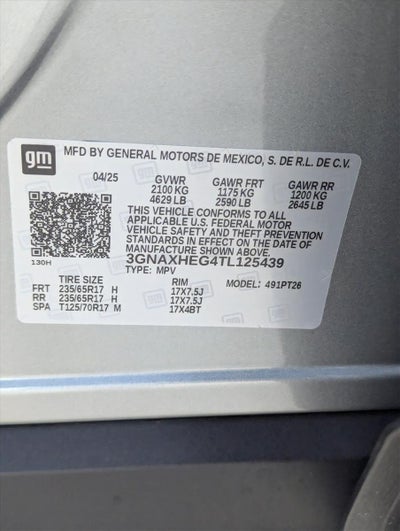 gm MFD BY GENERAL MOTORS DE MEXICO, S. DE R.L. DE C.V.
04/25 GVWR GAWR FRT GAWR RR
2100 KG 1175 KG 1200 KG
4629 LB 2590 LB 2645 LB
THIS VEHICLE CONFORMS TO ALL
APPLICABLE U.S. FEDERAL MOTOR
VEHICLE SAFETY AND THEFT PREVENTION
STANDARDS IN EFFECT ON THE DATE OF
MANUFACTURE SHOWN ABOVE.
130H 3GNAXHEG4TL125439
TYPE: MPV
TIRE SIZE RIM MODEL: 491PT26
FRT 235/65R17 H 17X7.5J
RR 235/65R17 H 17X7.5J
SPA T125/70R17 M 17X4BT